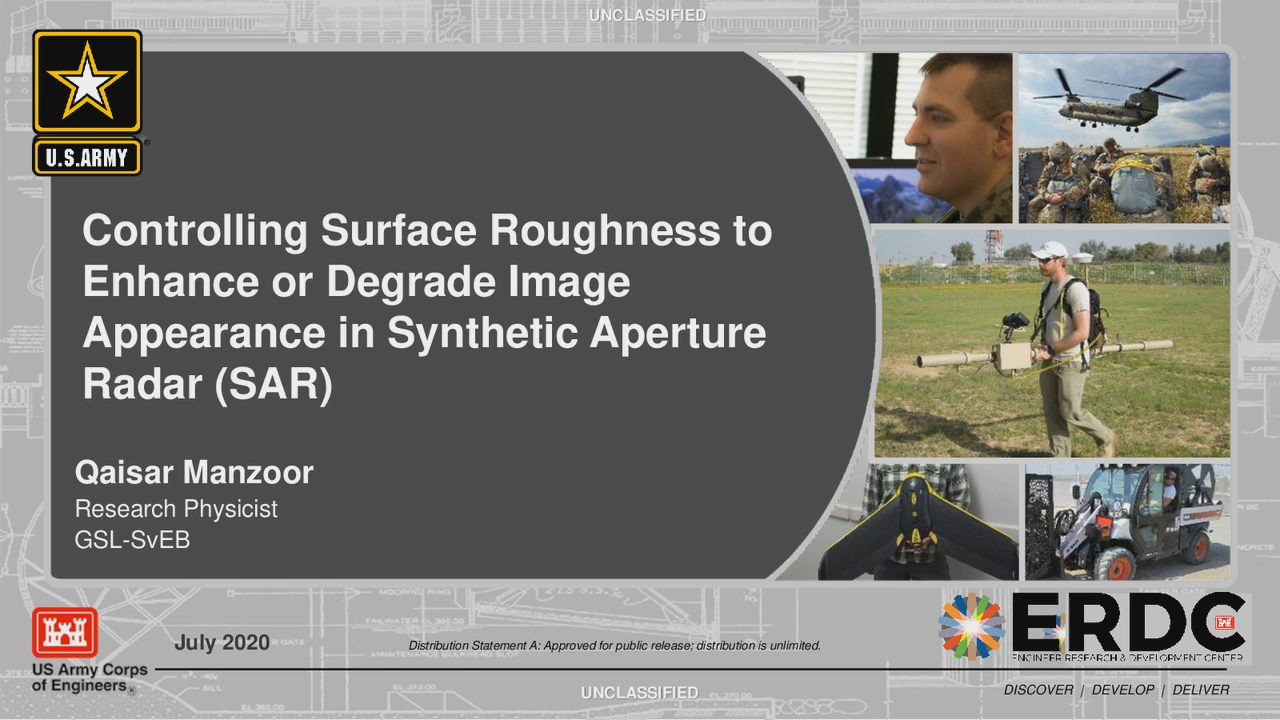 UNCLASSIFIED
U.S.ARMY
Controlling Surface Roughness to
Enhance or Degrade Image
Appearance in Synthetic Aperture
Radar (SAR)
Qaisar Manzoor
Research Physicist
GSL-SvEB
July 2020
Distribution Statement A: Approved for public release; distribution is unlimited.
US Army Corps
of Engineers®
ERDC
ENGINEER RESEARCH & DEVELOPMENT CENTER
UNCLASSIFIED
DISCOVER | DEVELOP | DELIVER